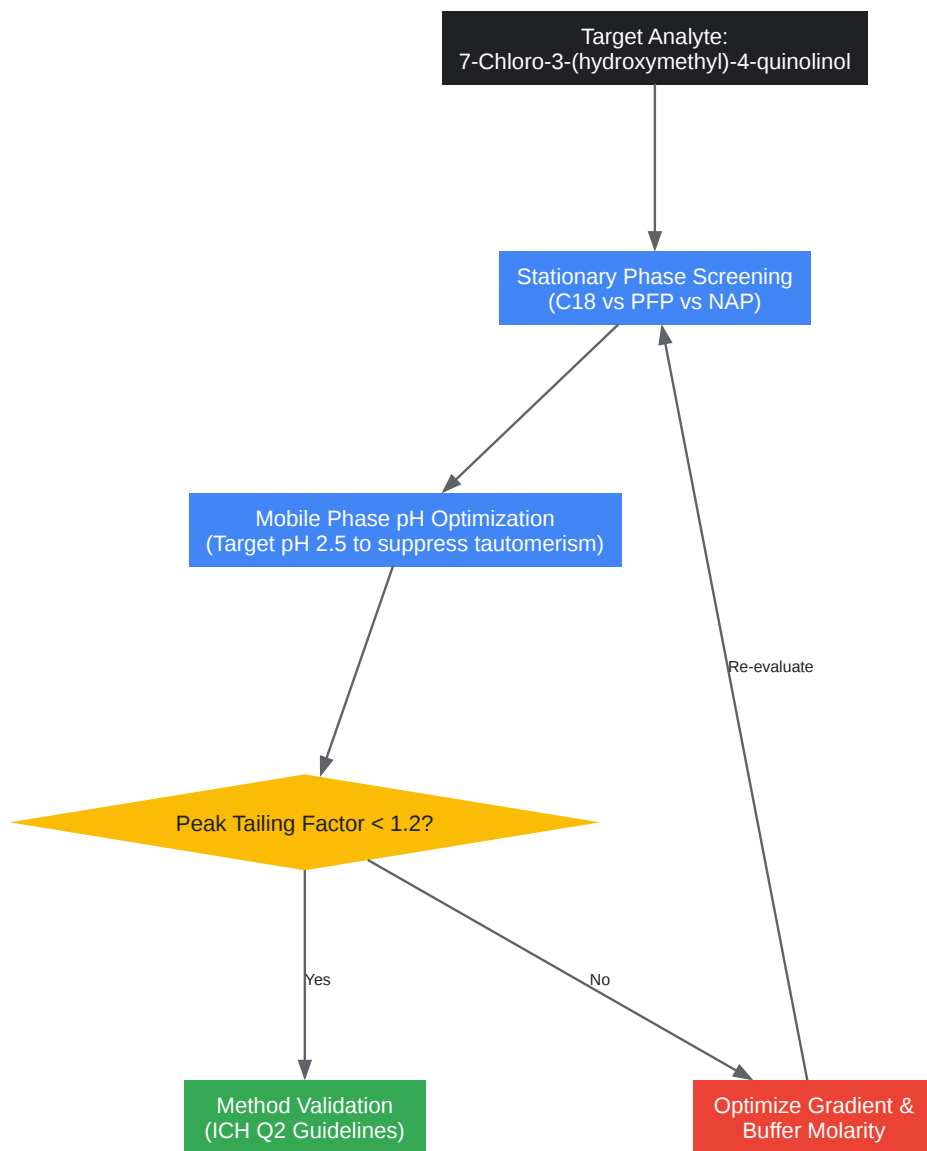 Target Analyte:
7-Chloro-3-(hydroxymethyl)-4-quinolinol
Stationary Phase Screening
(C18 vs PFP vs NAP)
Mobile Phase pH Optimization
(Target pH 2.5 to suppress tautomerism)
Re-evaluate
Peak Tailing Factor < 1.2?
Yes
No
Method Validation
(ICH Q2 Guidelines)
Optimize Gradient &
Buffer Molarity